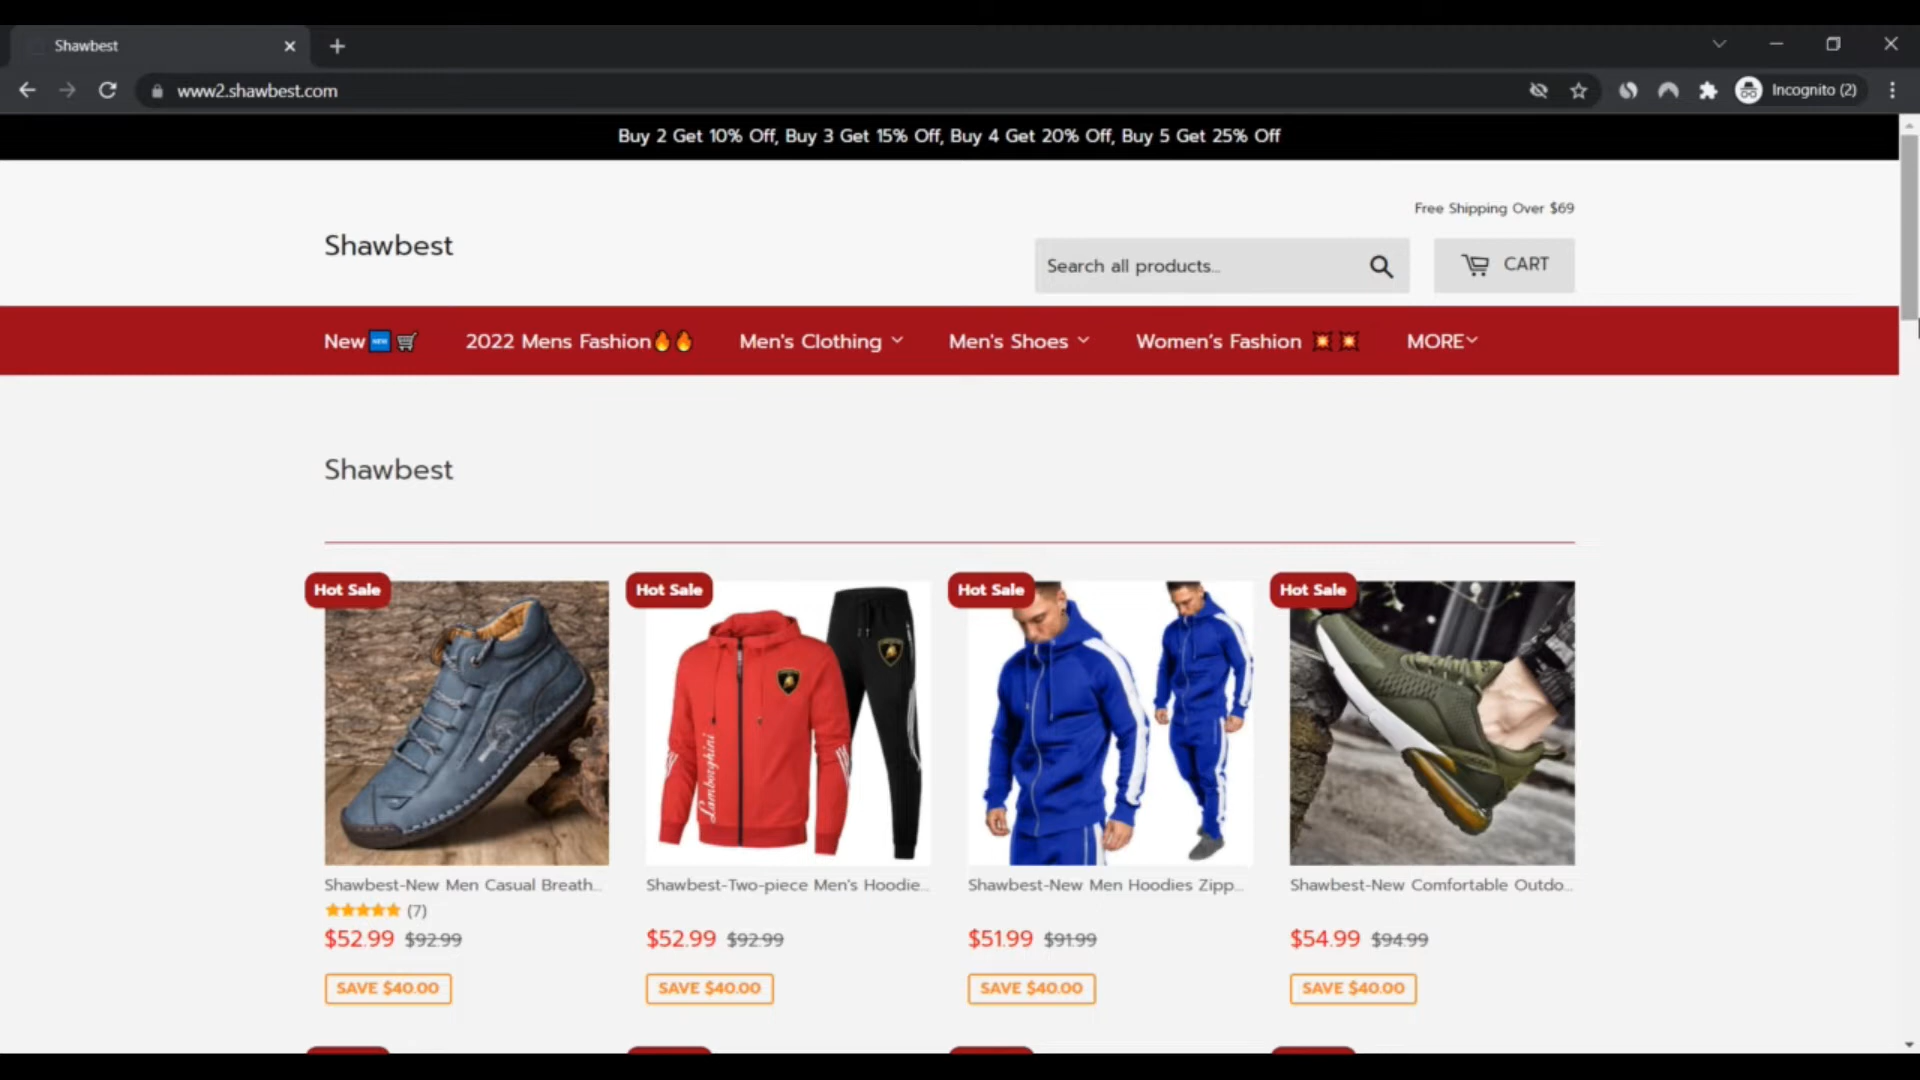 Shawbest
www2.shawbest.com
Incognito (2)
Buy 2 Get 10% Off, Buy 3 Get 15% Off, Buy 4 Get 20% Off, Buy 5 Get 25% Off
Free Shipping Over $69
Shawbest
Search all products...
CART
New🆕🛒 2022 Mens Fashion🔥🔥 Men's Clothing Men's Shoes Women's Fashion 💥💥 MORE
Shawbest
Hot Sale Hot Sale Hot Sale Hot Sale
Lamborghini
Shawbest-New Men Casual Breath... Shawbest-Two-piece Men's Hoodie... Shawbest-New Men Hoodies Zipp... Shawbest-New Comfortable Outdo...
(7)
$52.99 $92.99 $52.99 $92.99 $51.99 $91.99 $54.99 $94.99
SAVE $40.00 SAVE $40.00 SAVE $40.00 SAVE $40.00